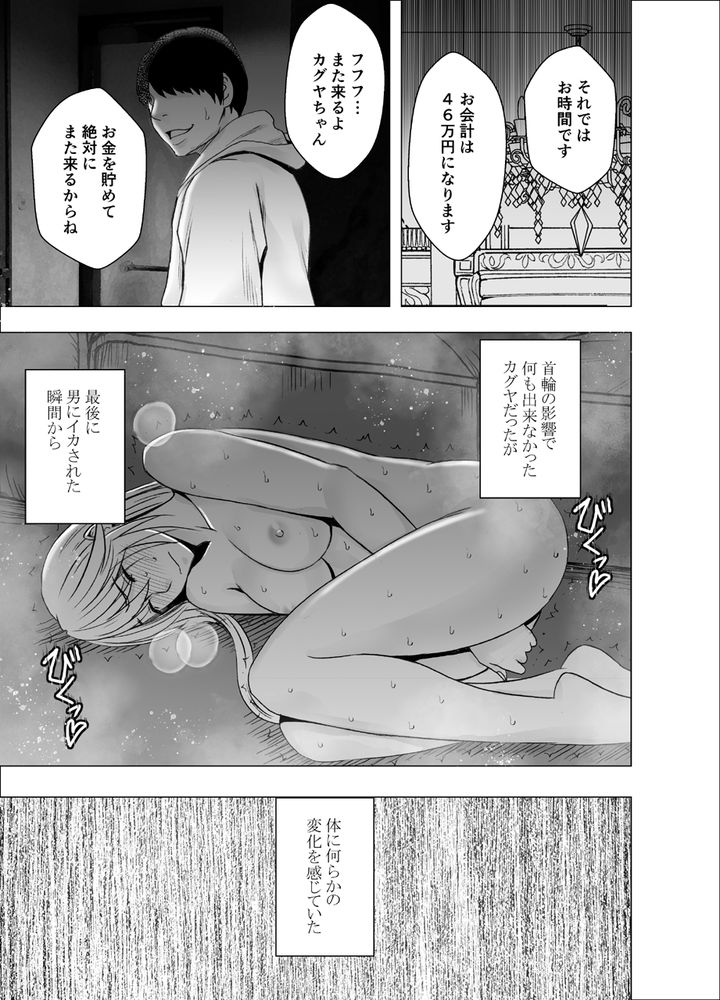 それでは
お時間です
お会計は
４６万円になります
フフフ…
また来るよ
カグヤちゃん
お金を貯めて
絶対に
また来るからね
首輪の影響で
何も出来なかった
カグヤだったが
びくっ♡
最後に
男にイカされた
瞬間から
びくっ♡
体に何らかの
変化を感じていた